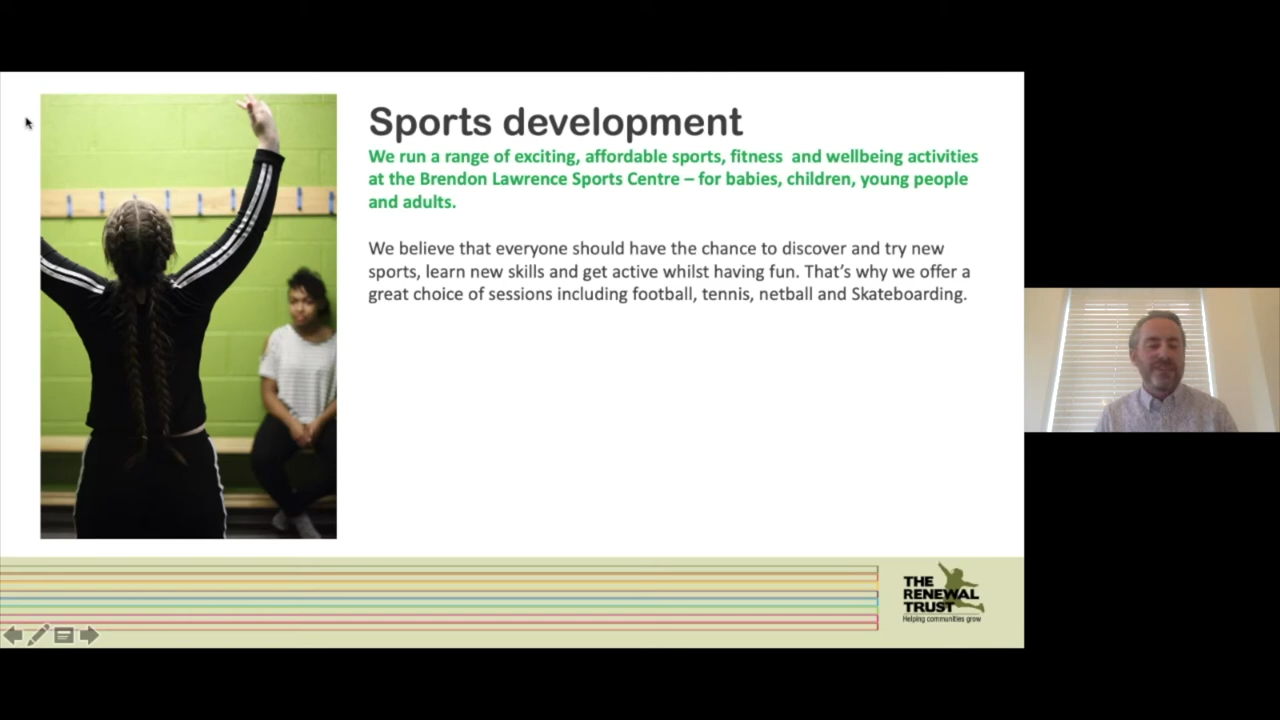 Sports development
We run a range of exciting, affordable sports, fitness and wellbeing activities
at the Brendon Lawrence Sports Centre – for babies, children, young people
and adults.
We believe that everyone should have the chance to discover and try new
sports, learn new skills and get active whilst having fun. That's why we offer a
great choice of sessions including football, tennis, netball and Skateboarding.
THE
RENEWAL
TRUST
Helping communities grow